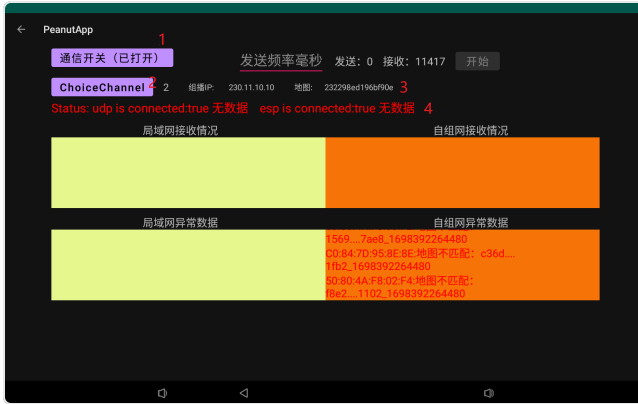 PeanutApp
1
通信开关（已打开）
发送频率毫秒 发送：0 接收：11417 开始
ChoiceChannel 2 2 组播IP: 230.11.10.10 地图: 232298ed196bf90e 3
Status: udp is connected:true 无数据 esp is connected:true 无数据 4
局域网接收情况 自组网接收情况
局域网异常数据 自组网异常数据
1569....7ae8_1698392264480
C0:84:7D:95:8E:8E:地图不匹配：c36d....
1fb2_1698392264480
50:80:4A:F8:02:F4:地图不匹配：
f8e2....1102_1698392264480